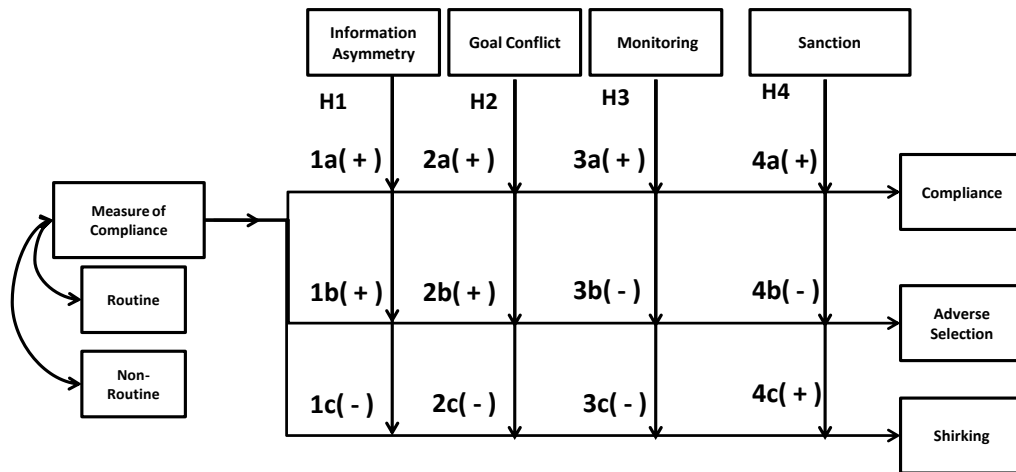 Information
Asymmetry
Goal Conflict
Monitoring
Sanction
H1
H2
H3
H4
1a( + )
2a( + )
3a( + )
4a( +)
Measure of
Compliance
Compliance
Routine
1b( + )
2b( + )
3b( - )
4b( - )
Adverse
Selection
Non-
Routine
1c( - )
2c( - )
3c( - )
4c( + )
Shirking